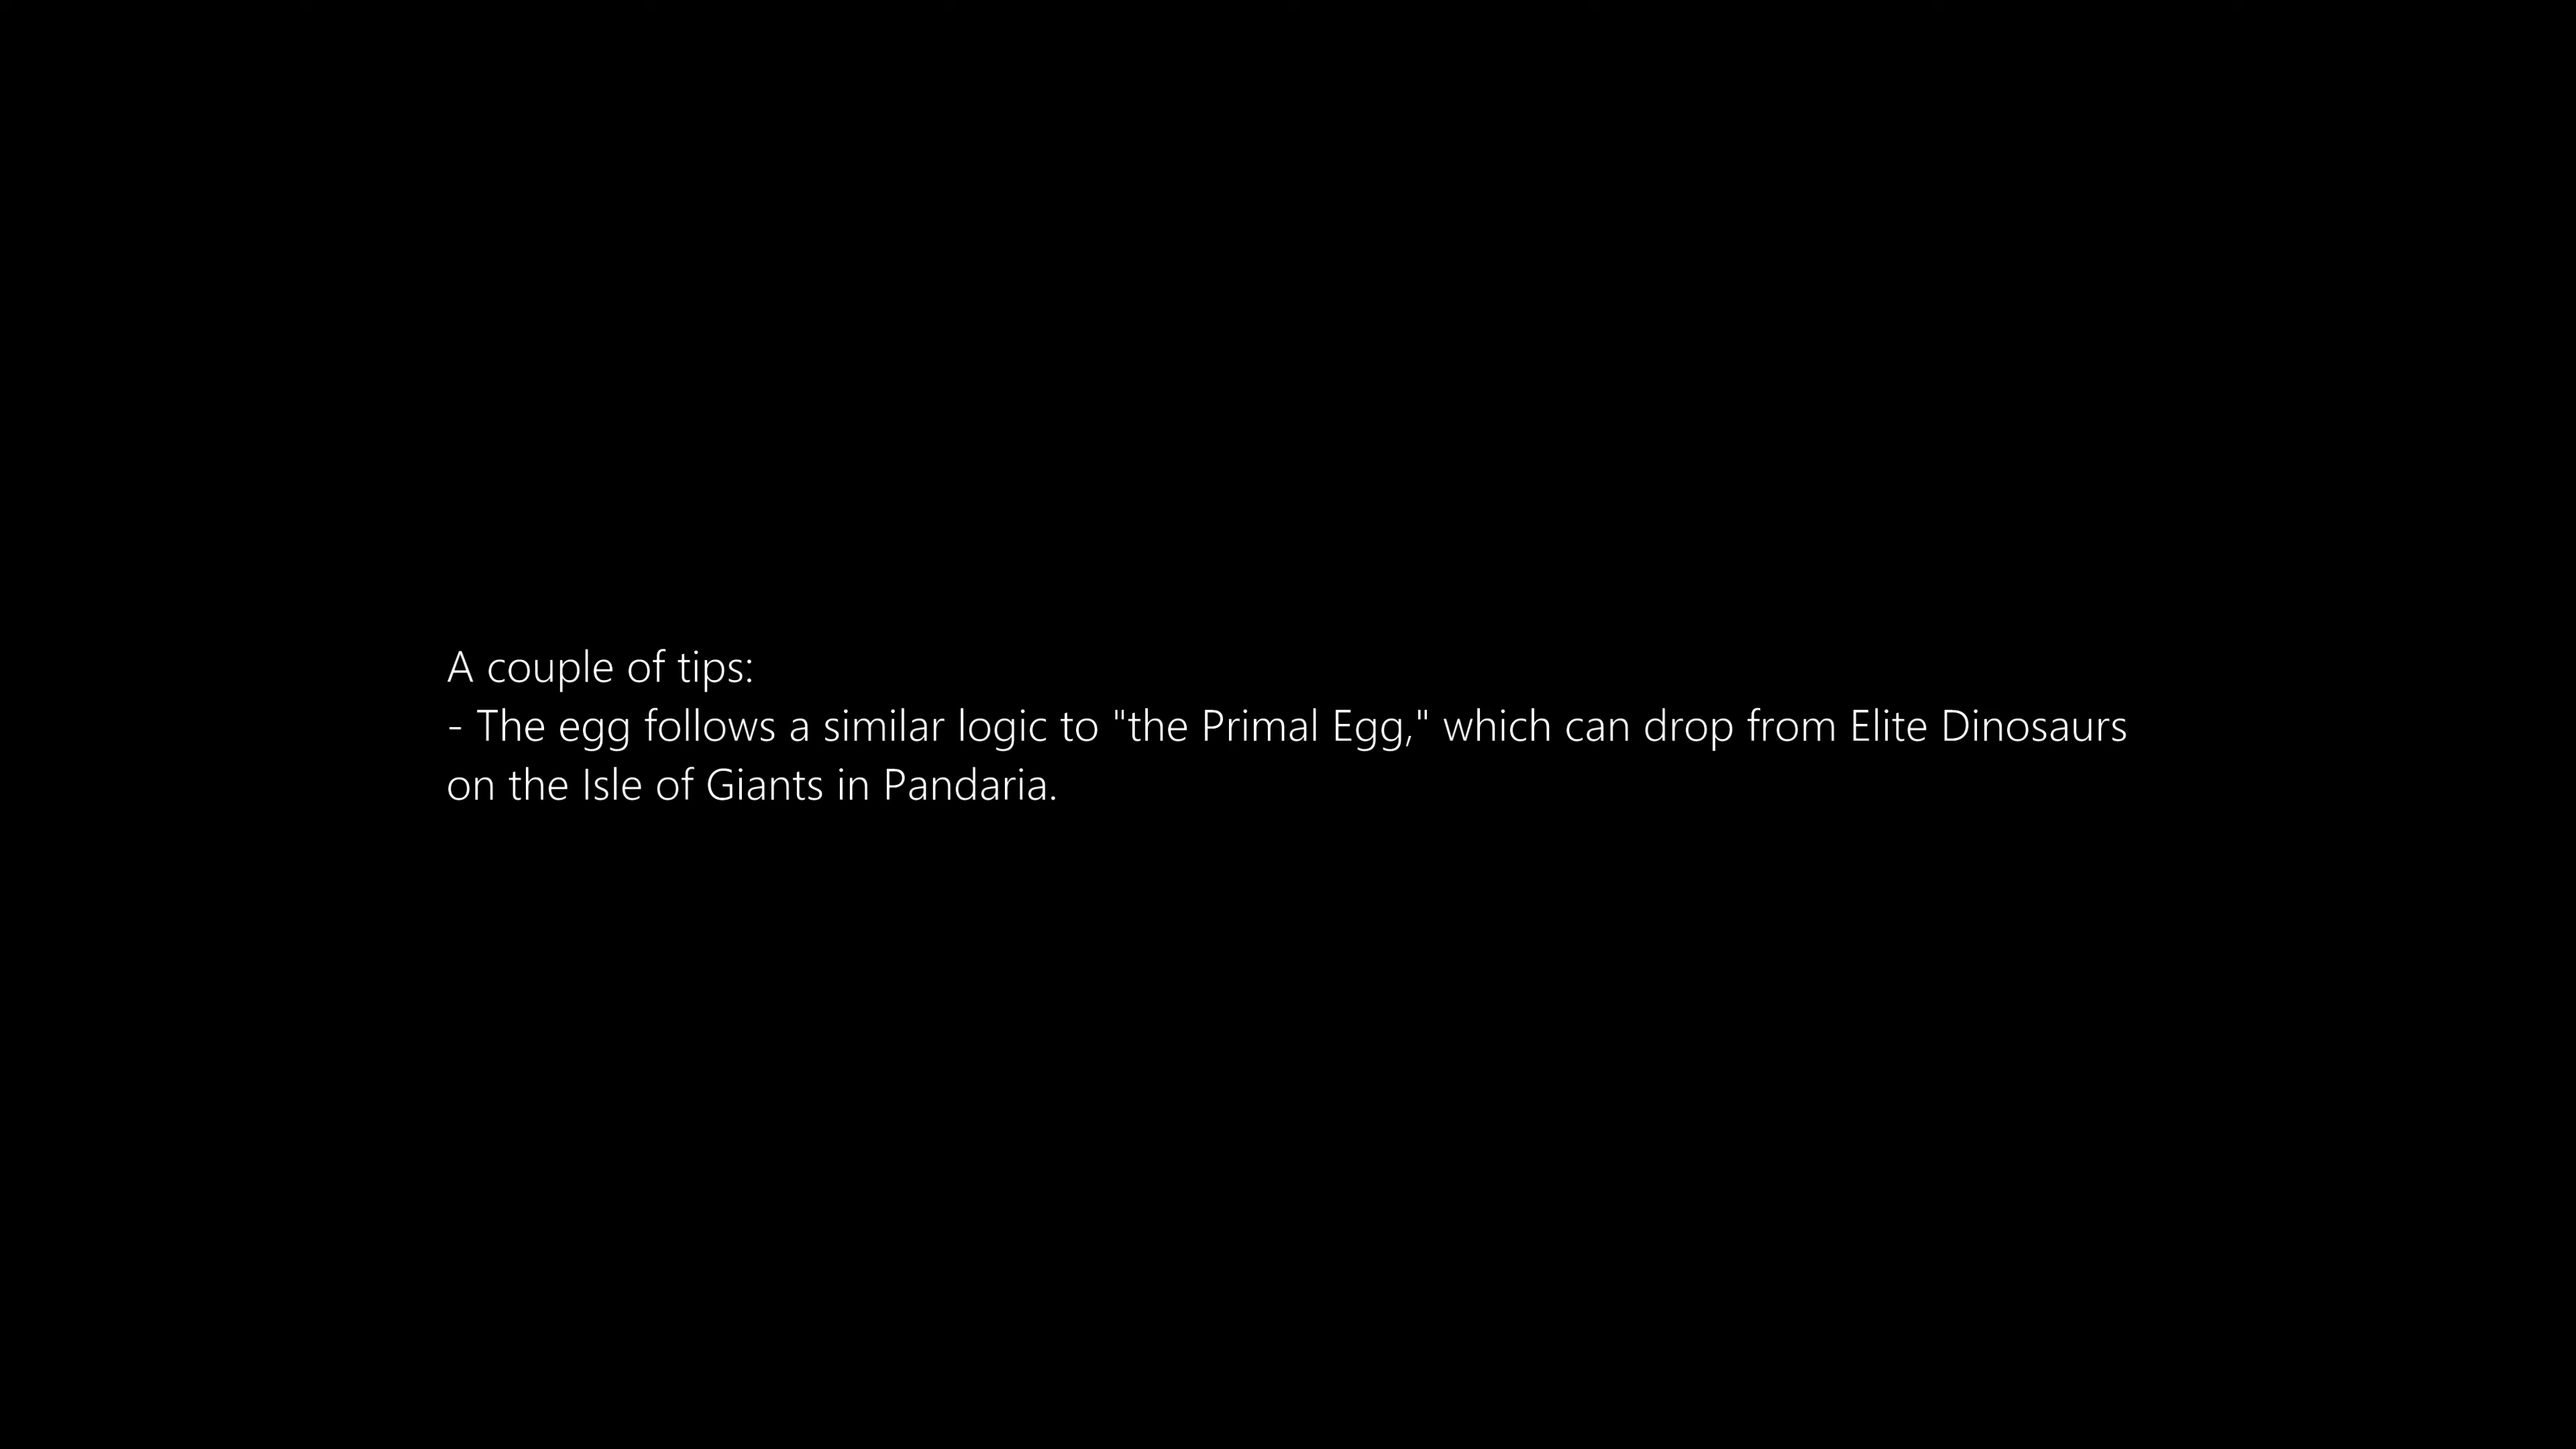 A couple of tips:
- The egg follows a similar logic to "the Primal Egg," which can drop from Elite Dinosaurs
on the Isle of Giants in Pandaria.